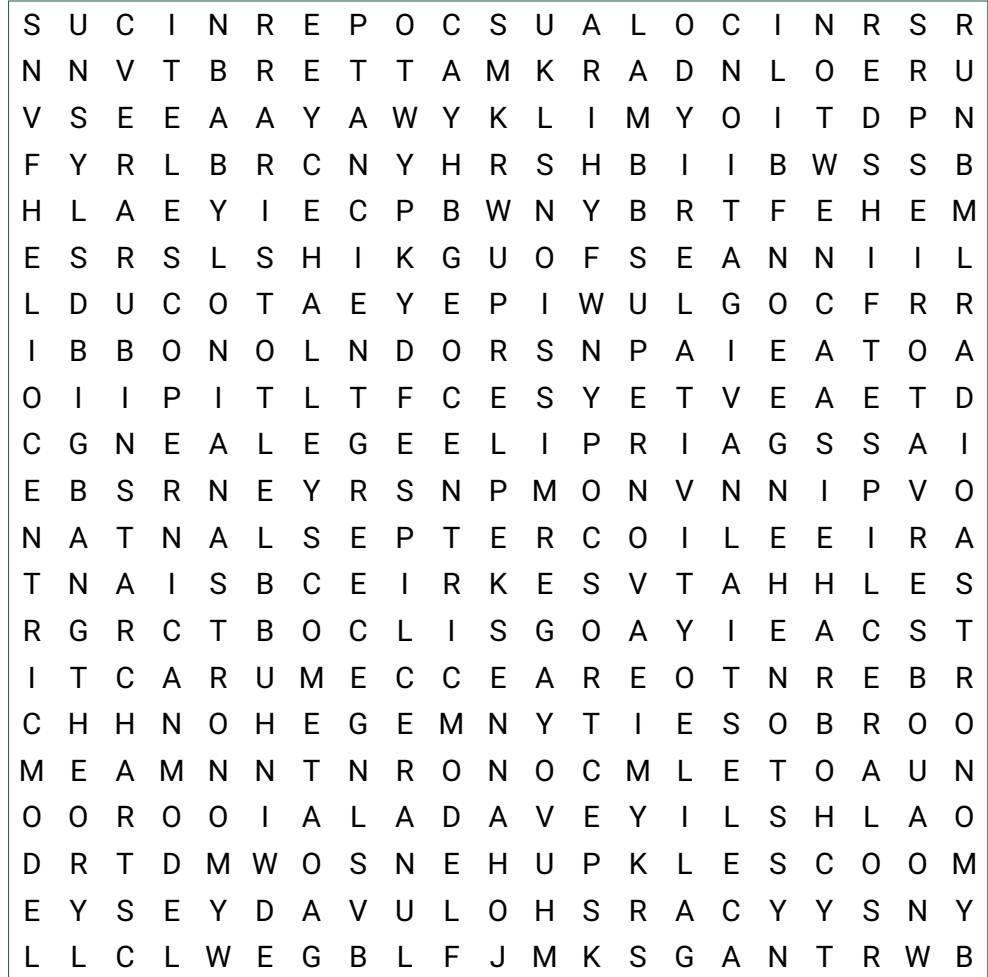 S U C I N R E P O C S U A L O C I N R S R
N N V T B R E T T A M K R A D N L O E R U
V S E E A A Y A W Y K L I M Y O I T D P N
F Y R L B R C N Y H R S H B I I B W S S B
H L A E Y I E C P B W N Y B R T F E H E M
E S R S L S H I K G U O F S E A N N I I L
L D U C O T A E Y E P I W U L G O C F R R
I B B O N O L N D O R S N P A I E A T O A
O I I P I T L T F C E S Y E T V E A E T D
C G N E A L E G E E L I P R I A G S S A I
E B S R N E Y R S N P M O N V N N I P V O
N A T N A L S E P T E R C O I L E E I R A
T N A I S B C E I R K E S V T A H H L E S
R G R C T B O C L I S G O A Y I E A C S T
I T C A R U M E C C E A R E O T N R E B R
C H H N O H E G E M N Y T I E S O B R O O
M E A M N N T N R O N O C M L E T O A U N
O O R O O I A L A D A V E Y I L S H L A O
D R T D M W O S N E H U P K L E S C O O M
E Y S E Y D A V U L O H S R A C Y Y S N Y
L L C L W E G B L F J M K S G A N T R W B